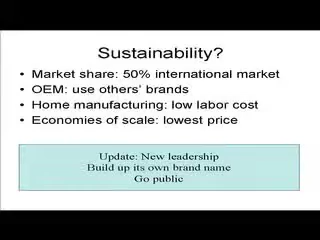 Sustainability?
• Market share: 50% international market
• OEM: use others' brands
• Home manufacturing: low labor cost
• Economies of scale: lowest price
Update: New leadership
Build up its own brand name
Go public